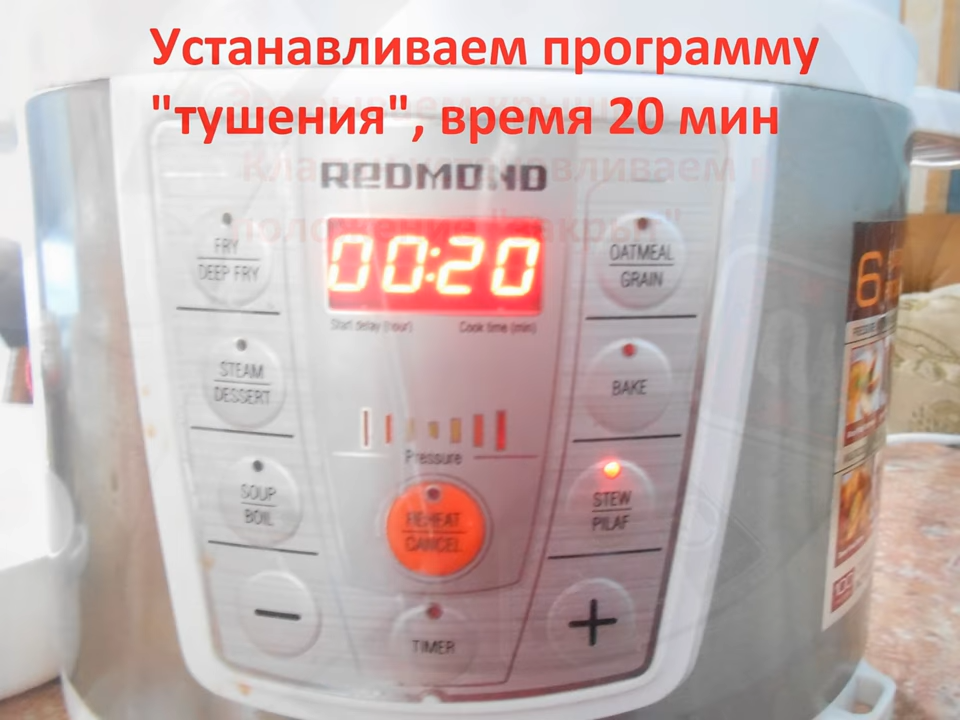 Устанавливаем программу
"тушения", время 20 мин
REDMOND
00:20
Start delay (hour) Cook time (min)
FRY
DEEP FRY
OATMEAL
GRAIN
STEAM
DESSERT
BAKE
Pressure
SOUP
BOIL
REHEAT
CANCEL
STEW
PILAF
−
TIMER
+
6